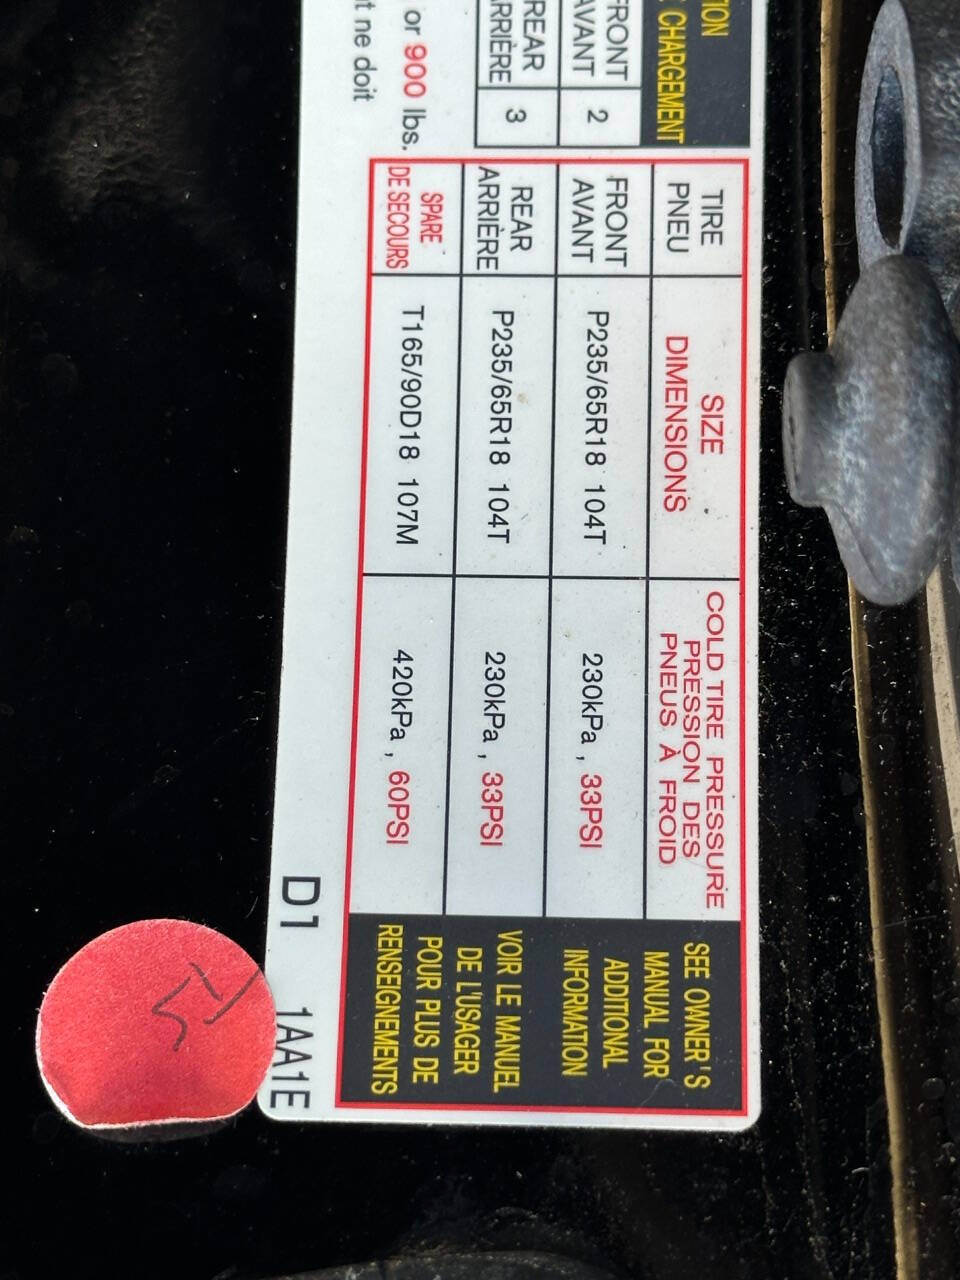 TION
CHARGEMENT
FRONT
AVANT
2
REAR
ARRIÈRE
3
or 900 lbs.
t ne doit
TIRE
PNEU
SIZE
DIMENSIONS
COLD TIRE PRESSURE
PRESSION DES
PNEUS À FROID
FRONT
AVANT
P235/65R18 104T
230kPa , 33PSI
REAR
ARRIÈRE
P235/65R18 104T
230kPa , 33PSI
SPARE
DE SECOURS
T165/90D18 107M
420kPa , 60PSI
SEE OWNER'S
MANUAL FOR
ADDITIONAL
INFORMATION
VOIR LE MANUEL
DE L'USAGER
POUR PLUS DE
RENSEIGNEMENTS
D1 1AA1E